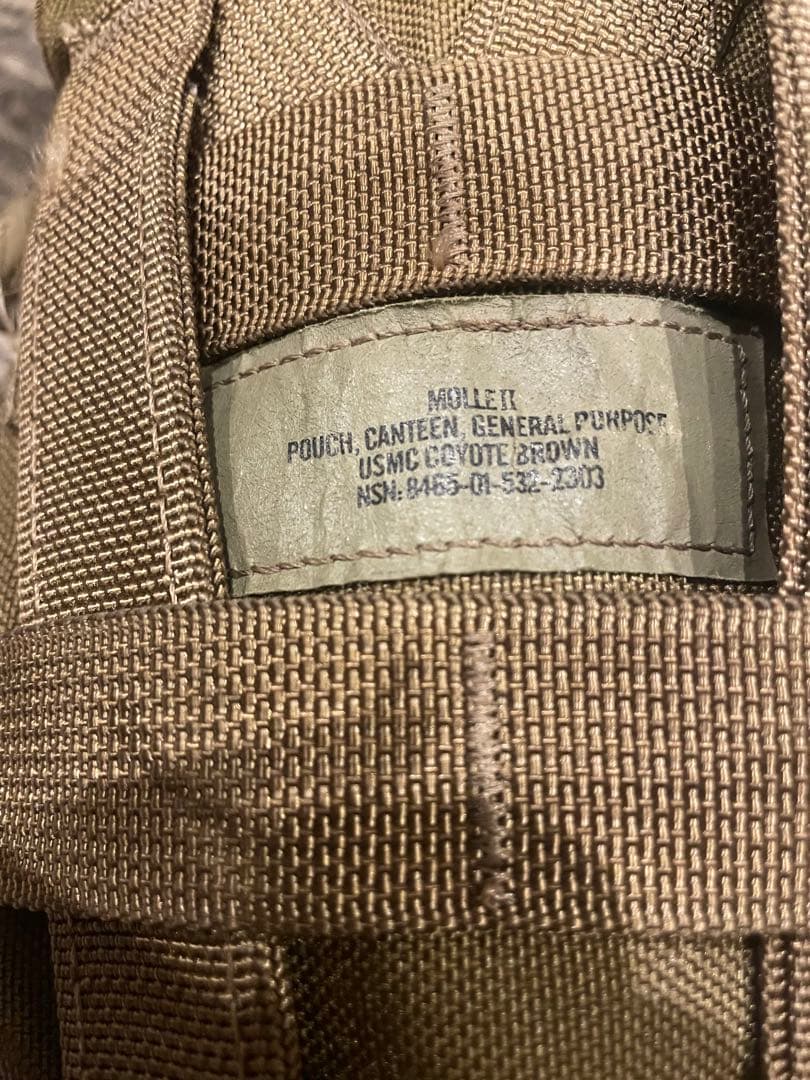 MOLLE II
POUCH, CANTEEN, GENERAL PURPOSE
USMC COYOTE BROWN
NSN: 8465-01-532-2303